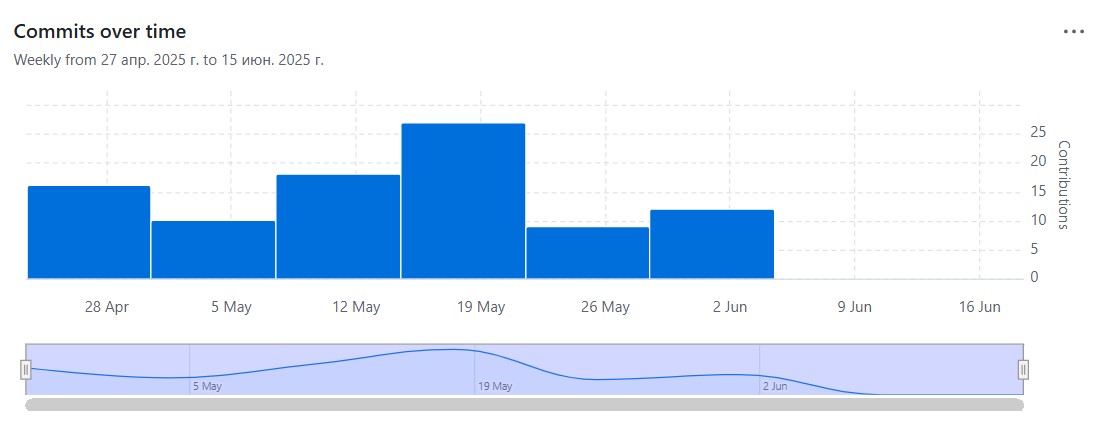 Commits over time
Weekly from 27 апр. 2025 г. to 15 июн. 2025 г.
25
20
15
10
5
0
Contributions
28 Apr 5 May 12 May 19 May 26 May 2 Jun 9 Jun 16 Jun
5 May 19 May 2 Jun